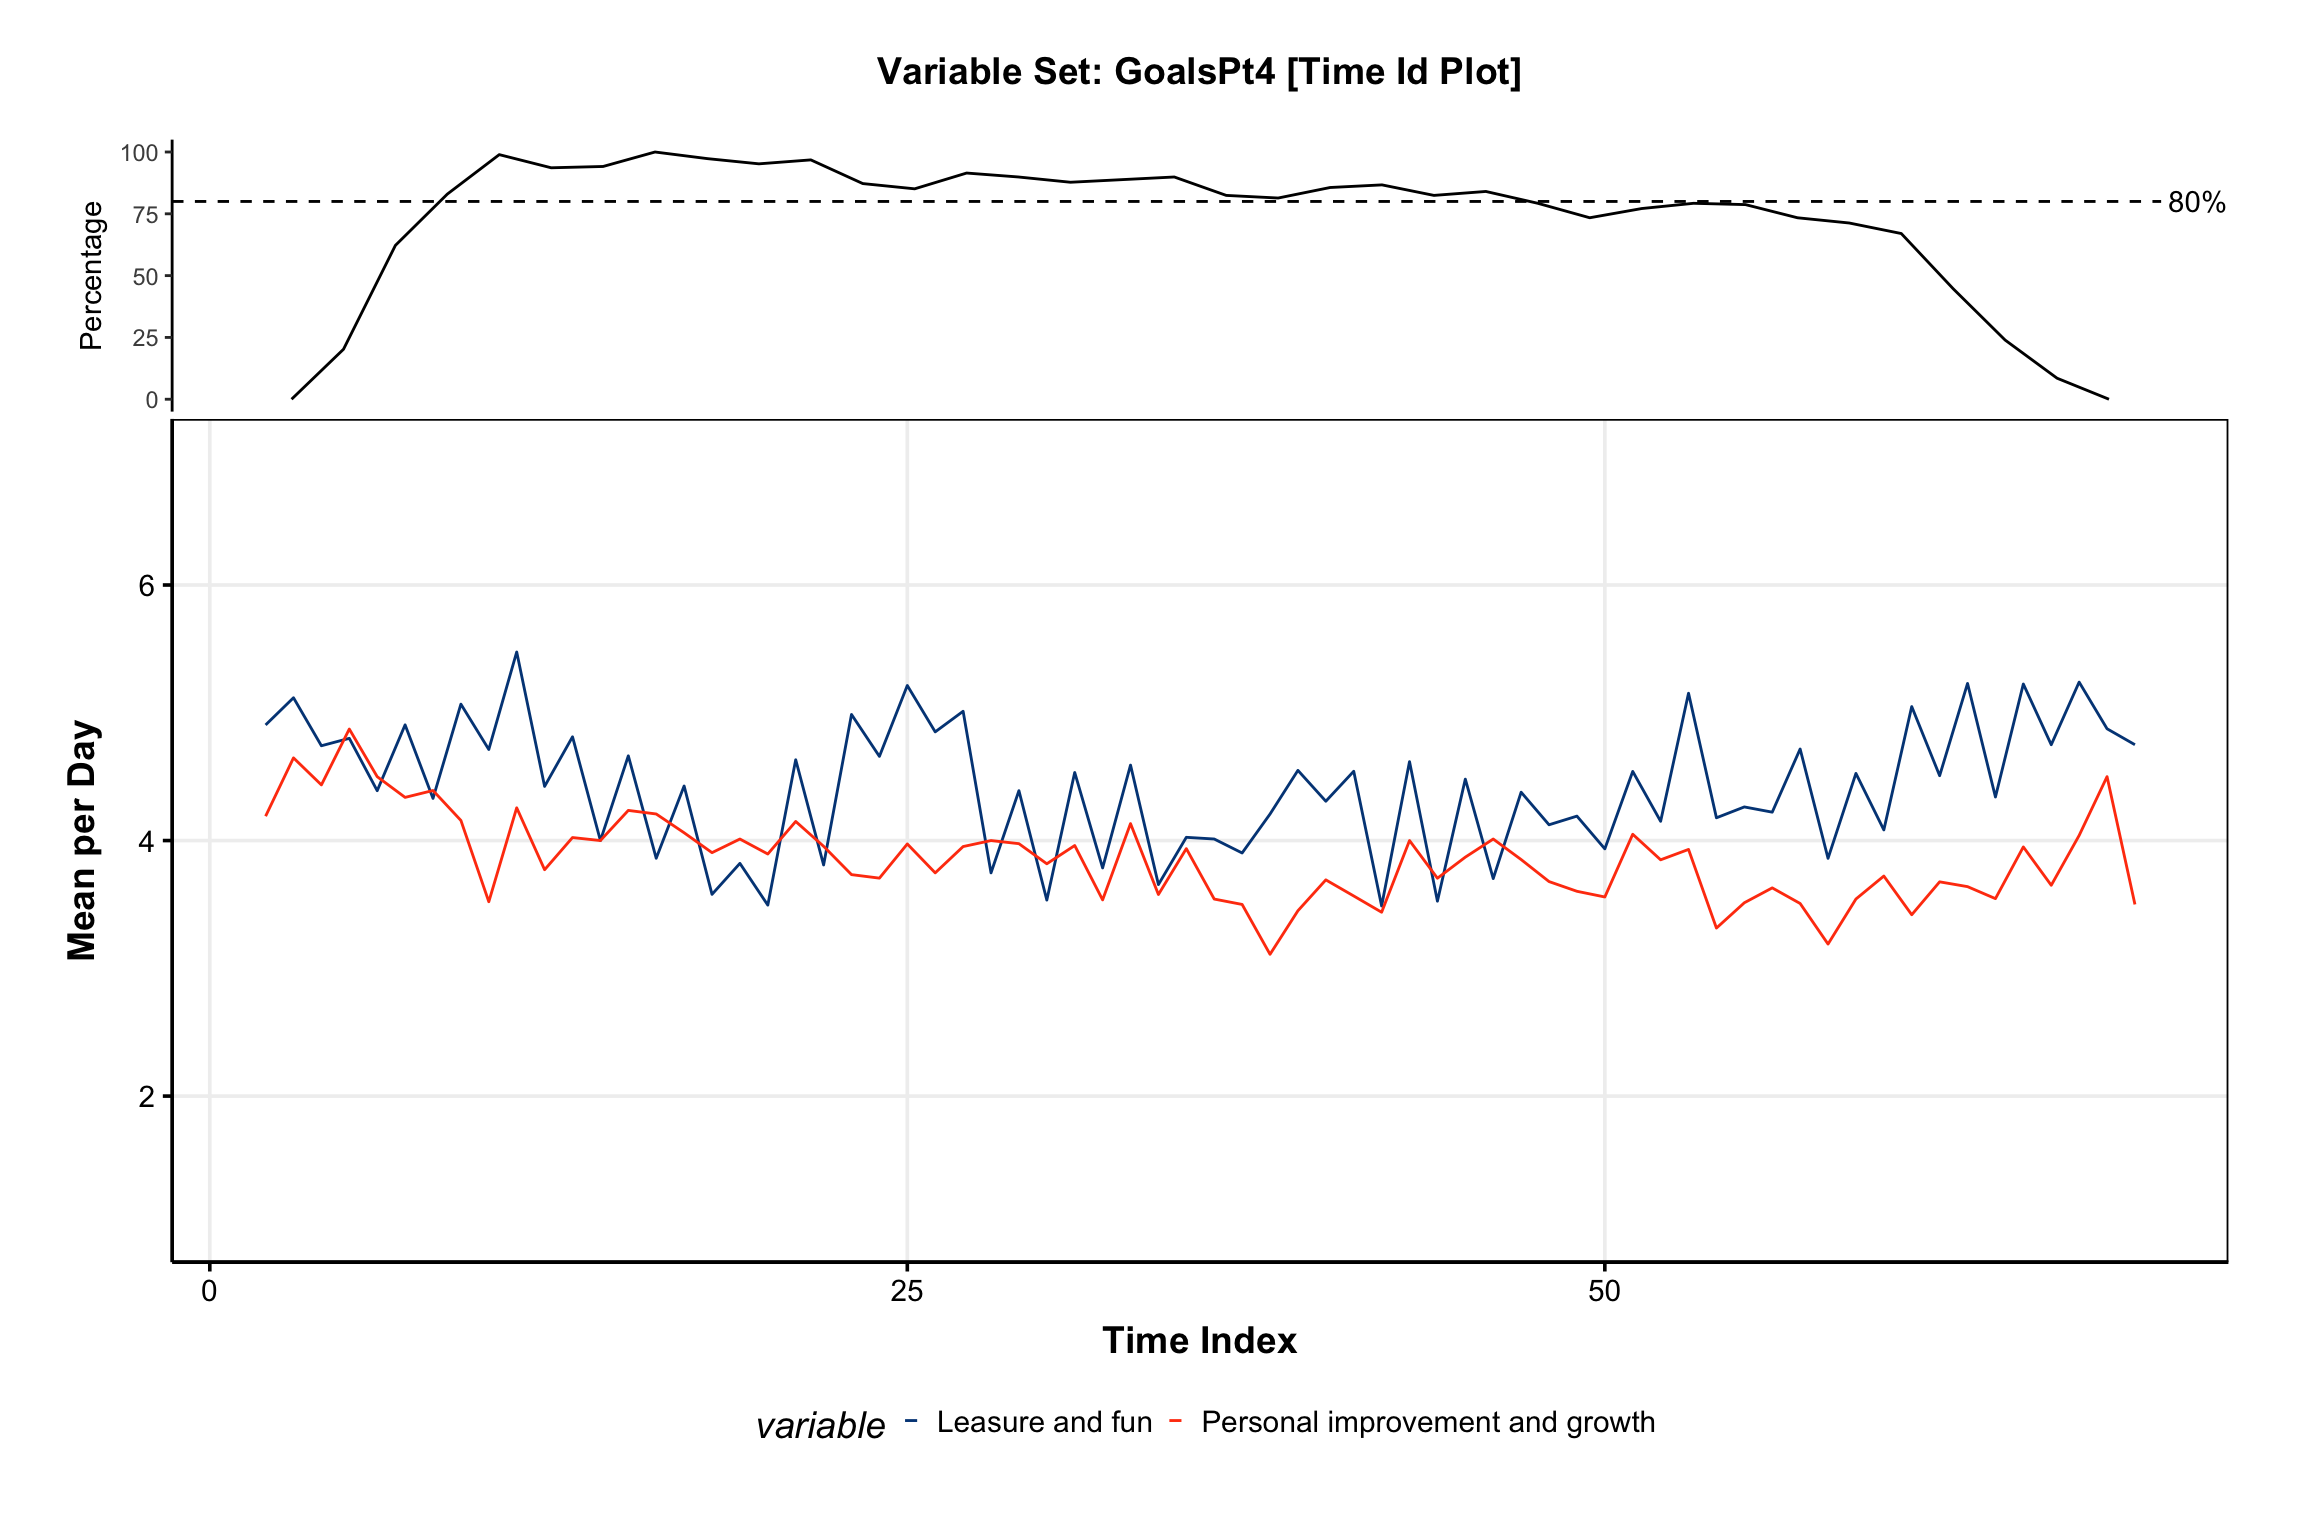 Variable Set: GoalsPt4 [Time Id Plot]
100
75
50
25
0
Percentage
80%
6
4
2
Mean per Day
0 25 50
Time Index
variable Leasure and fun Personal improvement and growth